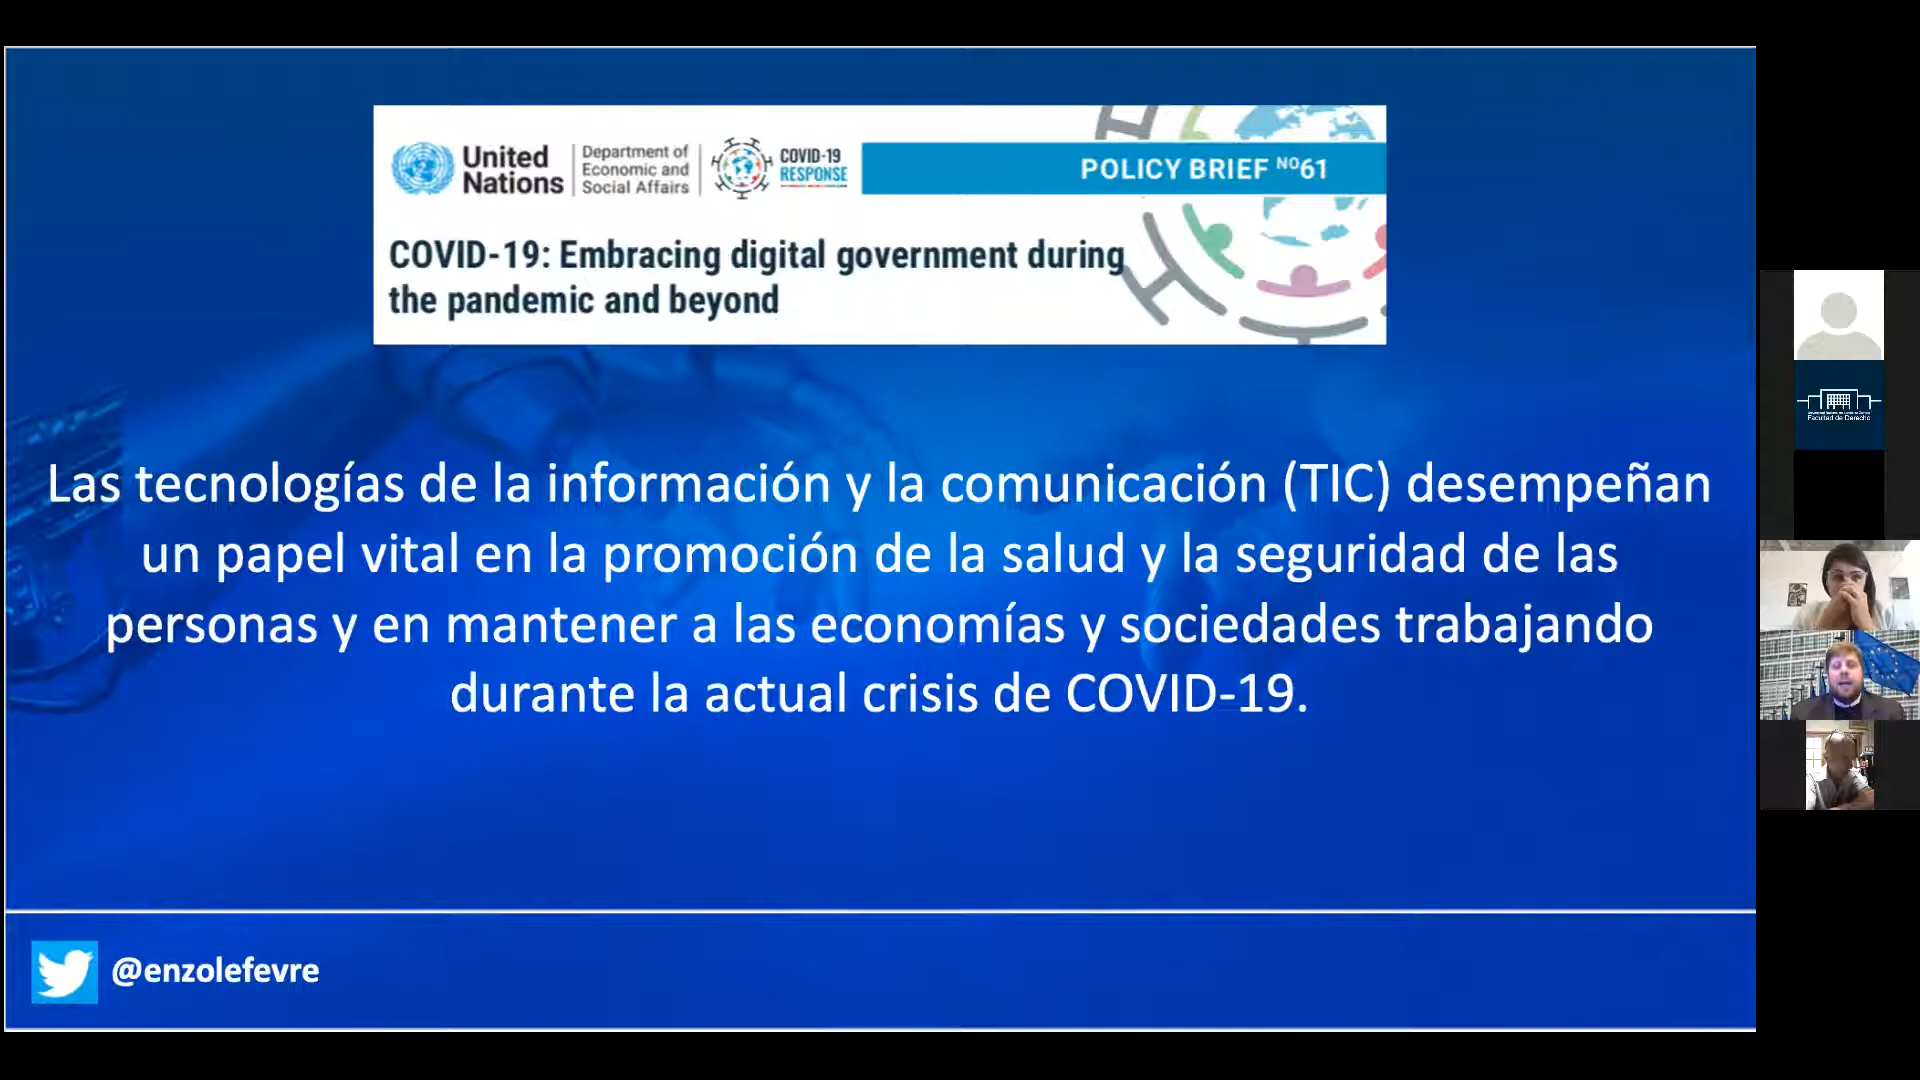 United
Nations
Department of
Economic and
Social Affairs
COVID-19
RESPONSE
POLICY BRIEF NO61
COVID-19: Embracing digital government during
the pandemic and beyond
Las tecnologías de la información y la comunicación (TIC) desempeñan
un papel vital en la promoción de la salud y la seguridad de las
personas y en mantener a las economías y sociedades trabajando
durante la actual crisis de COVID-19.
@enzolefevre
Facultad de Derecho